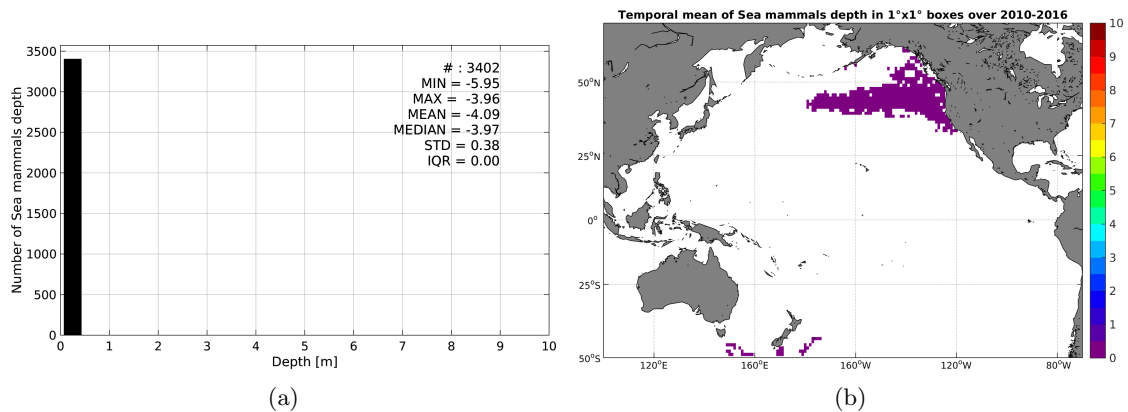 Number of Sea mammals depth
3500
3000
2500
2000
1500
1000
500
0
# : 3402
MIN = -5.95
MAX = -3.96
MEAN = -4.09
MEDIAN = -3.97
STD = 0.38
IQR = 0.00
0 1 2 3 4 5 6 7 8 9 10
Depth [m]
(a)
Temporal mean of Sea mammals depth in 1°x1° boxes over 2010-2016
50°N
25°N
0°
25°S
50°S
120°E 160°E 160°W 120°W 80°W
10
9
8
7
6
5
4
3
2
1
0
(b)